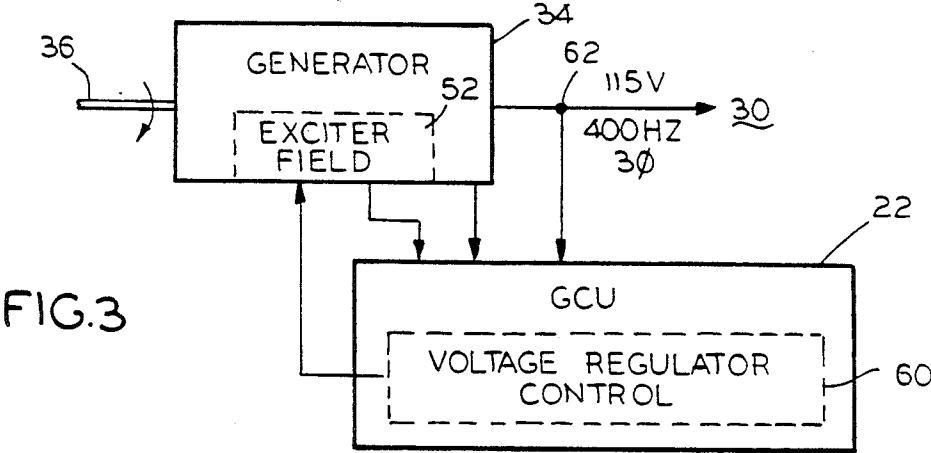 34
36
GENERATOR
52
62
115V
30
EXCITER
FIELD
400HZ
3Ø
22
GCU
FIG.3
VOLTAGE REGULATOR
CONTROL
60